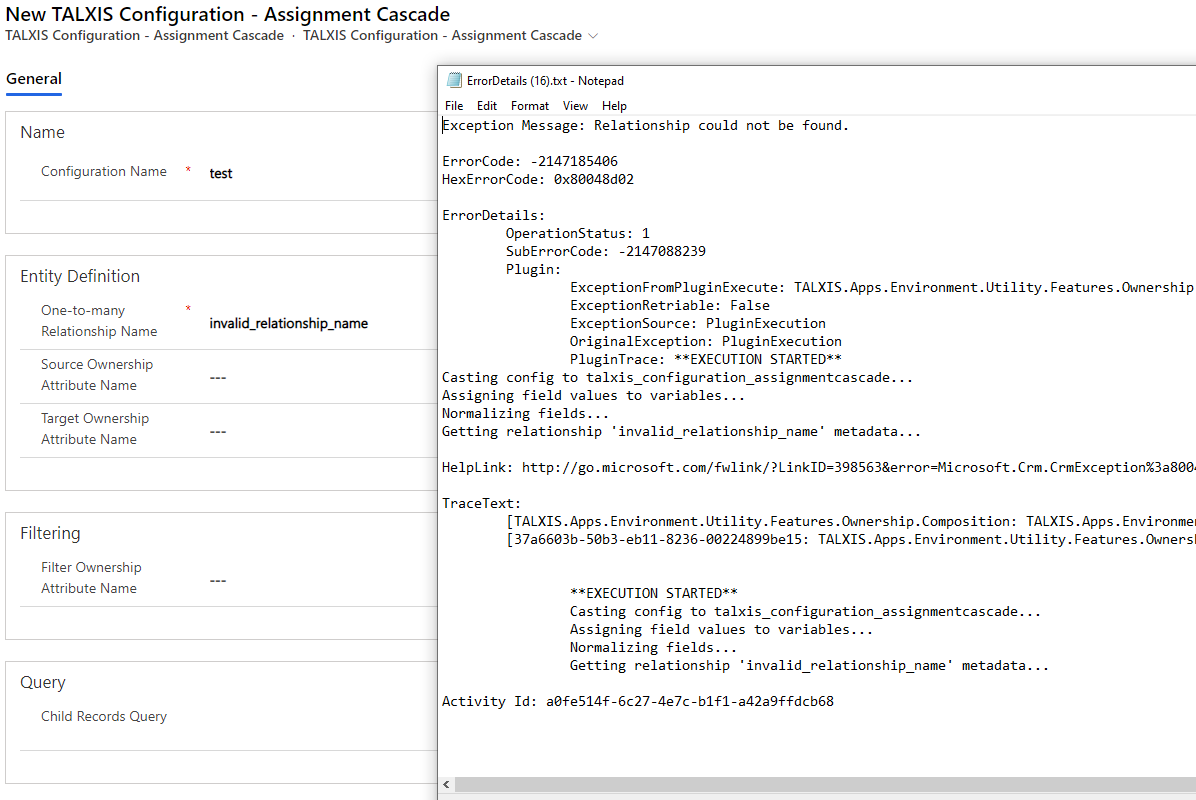 New TALXIS Configuration - Assignment Cascade
TALXIS Configuration - Assignment Cascade · TALXIS Configuration - Assignment Cascade
General
Name
Configuration Name * test
Entity Definition
One-to-many
Relationship Name * invalid_relationship_name
Source Ownership
Attribute Name ---
Target Ownership
Attribute Name ---
Filtering
Filter Ownership
Attribute Name ---
Query
Child Records Query
ErrorDetails (16).txt - Notepad
File Edit Format View Help
Exception Message: Relationship could not be found.
ErrorCode: -2147185406
HexErrorCode: 0x80048d02
ErrorDetails:
OperationStatus: 1
SubErrorCode: -2147088239
Plugin:
ExceptionFromPluginExecute: TALXIS.Apps.Environment.Utility.Features.Ownership
ExceptionRetriable: False
ExceptionSource: PluginExecution
OriginalException: PluginExecution
PluginTrace: **EXECUTION STARTED**
Casting config to talxis_configuration_assignmentcascade...
Assigning field values to variables...
Normalizing fields...
Getting relationship 'invalid_relationship_name' metadata...
HelpLink: http://go.microsoft.com/fwlink/?LinkID=398563&error=Microsoft.Crm.CrmException%3a8004
TraceText:
[TALXIS.Apps.Environment.Utility.Features.Ownership.Composition: TALXIS.Apps.Environmen
[37a6603b-50b3-eb11-8236-00224899be15: TALXIS.Apps.Environment.Utility.Features.Ownersh
**EXECUTION STARTED**
Casting config to talxis_configuration_assignmentcascade...
Assigning field values to variables...
Normalizing fields...
Getting relationship 'invalid_relationship_name' metadata...
Activity Id: a0fe514f-6c27-4e7c-b1f1-a42a9ffdcb68